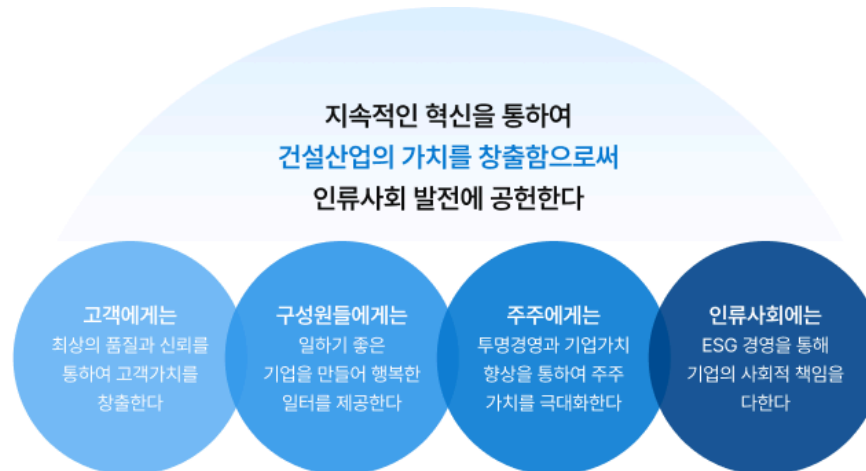 지속적인 혁신을 통하여
건설산업의 가치를 창출함으로써
인류사회 발전에 공헌한다
고객에게는
최상의 품질과 신뢰를
통하여 고객가치를
창출한다
구성원들에게는
일하기 좋은
기업을 만들어 행복한
일터를 제공한다
주주에게는
투명경영과 기업가치
향상을 통하여 주주
가치를 극대화한다
인류사회에는
ESG 경영을 통해
기업의 사회적 책임을
다한다